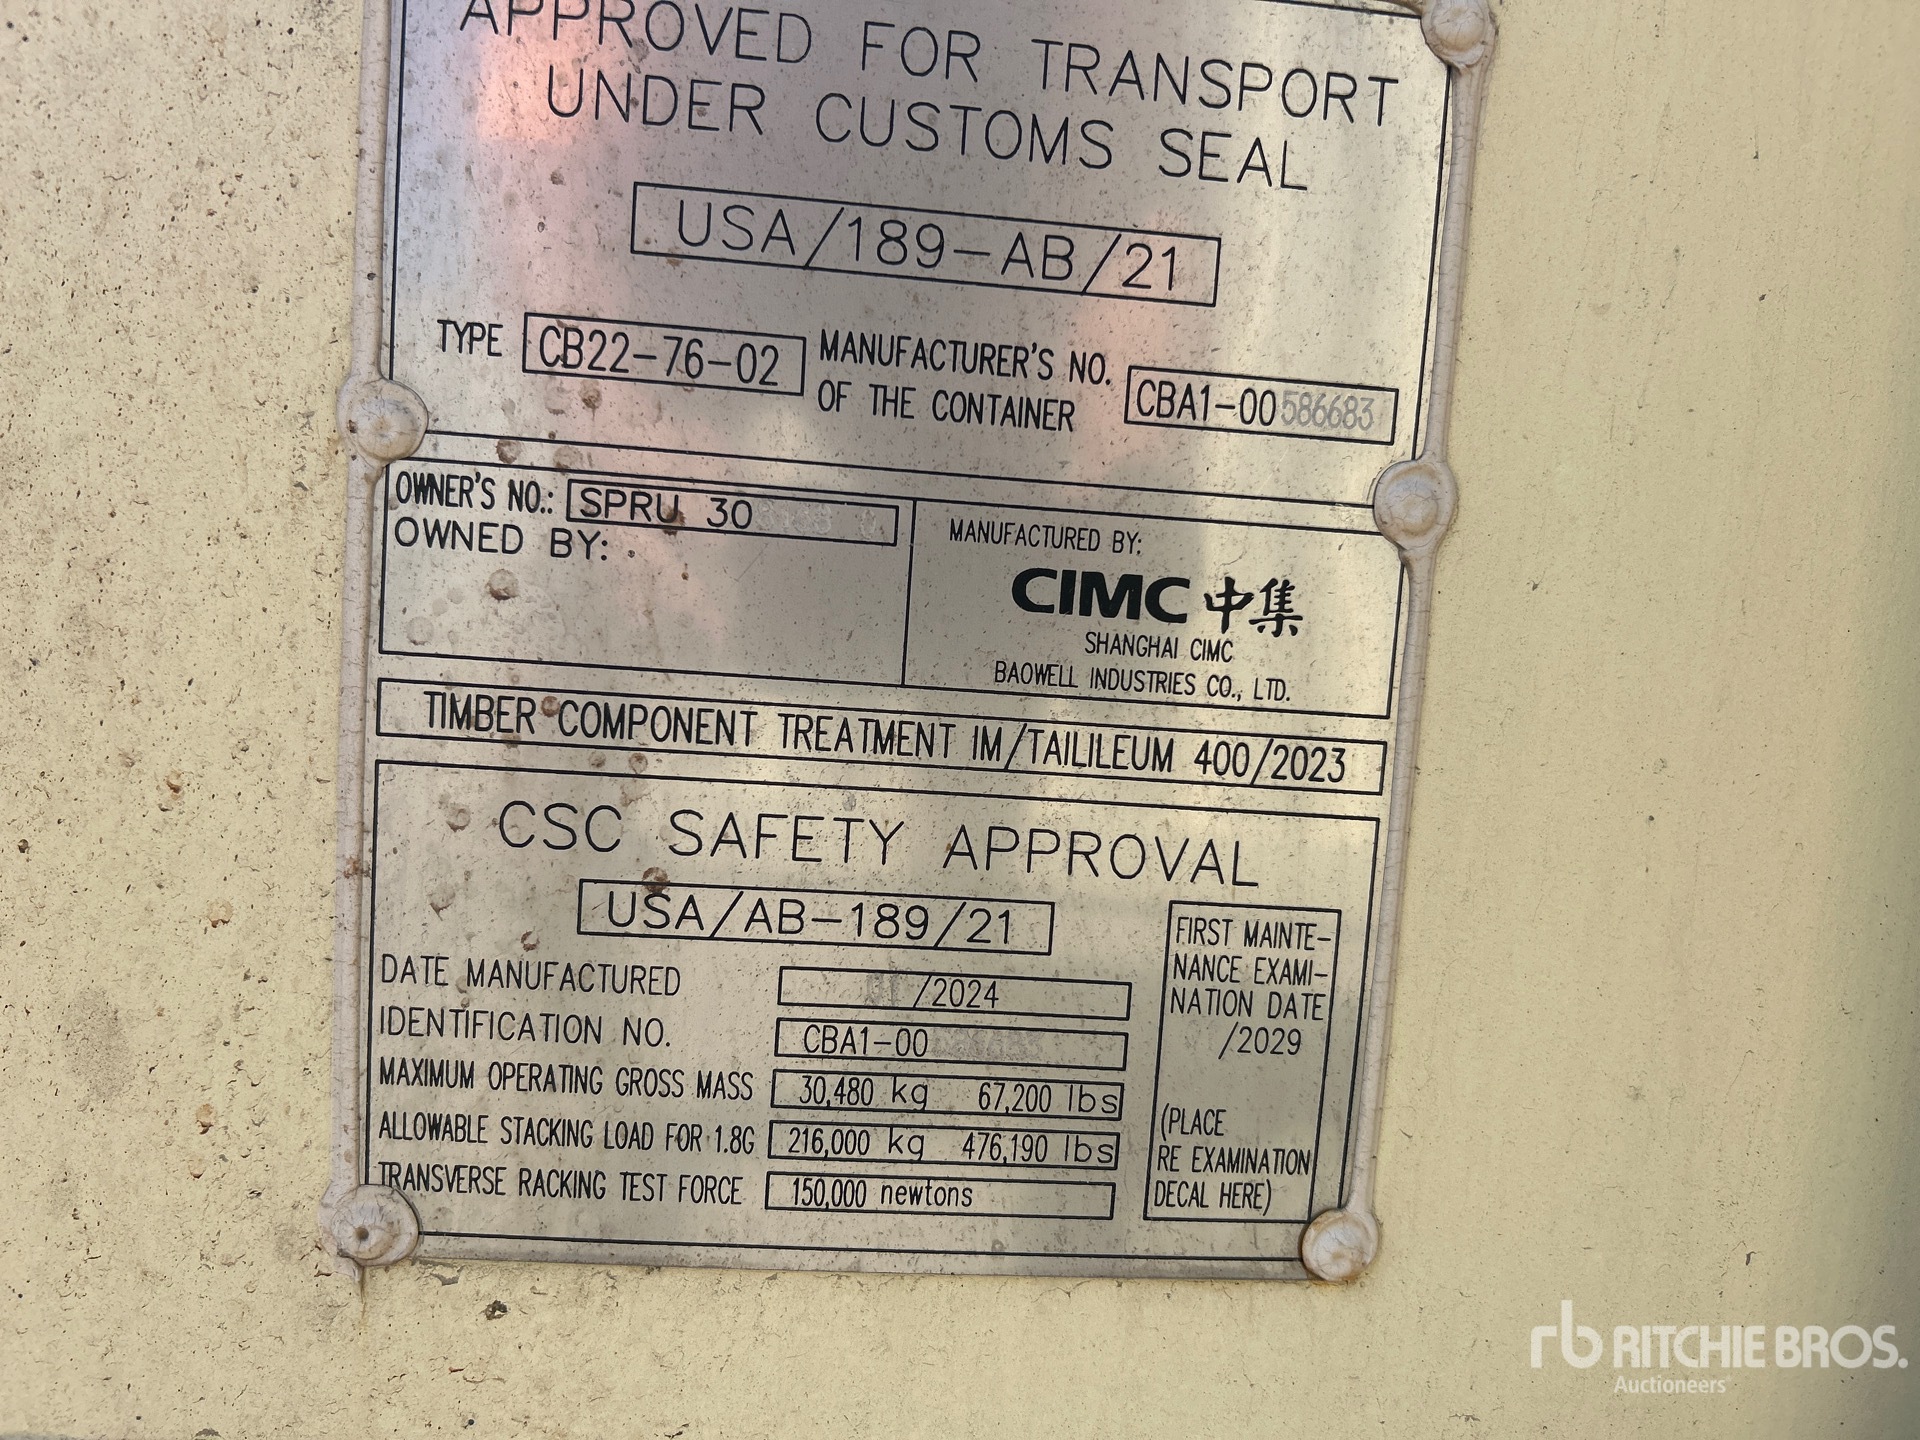 APPROVED FOR TRANSPORT
UNDER CUSTOMS SEAL
USA/189-AB/21
TYPE CB22-76-02 MANUFACTURER'S NO. OF THE CONTAINER CBA1-00586683
OWNER'S NO.: SPRU 30
OWNED BY:
MANUFACTURED BY:
CIMC 中集
SHANGHAI CIMC
BAOWELL INDUSTRIES CO., LTD.
TIMBER COMPONENT TREATMENT IM/TAILILEUM 400/2023
CSC SAFETY APPROVAL
USA/AB-189/21
DATE MANUFACTURED /2024
IDENTIFICATION NO. CBA1-00
MAXIMUM OPERATING GROSS MASS 30,480 kg 67,200 lbs
ALLOWABLE STACKING LOAD FOR 1.8G 216,000 kg 476,190 lbs
TRANSVERSE RACKING TEST FORCE 150,000 newtons
FIRST MAINTE-
NANCE EXAMI-
NATION DATE
/2029
(PLACE
RE EXAMINATION
DECAL HERE)
rb RITCHIE BROS.
Auctioneers